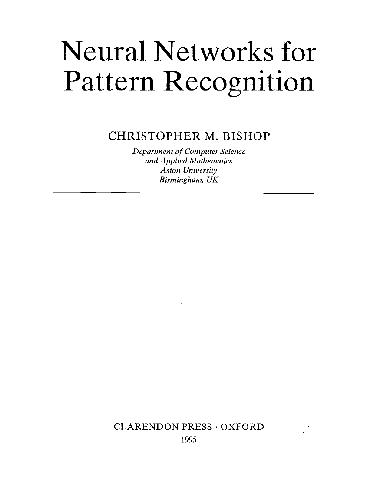 Neural Networks for
Pattern Recognition
CHRISTOPHER M. BISHOP
Department of Computer Science
and Applied Mathematics
Aston University
Birmingham, UK
CLARENDON PRESS · OXFORD
1995